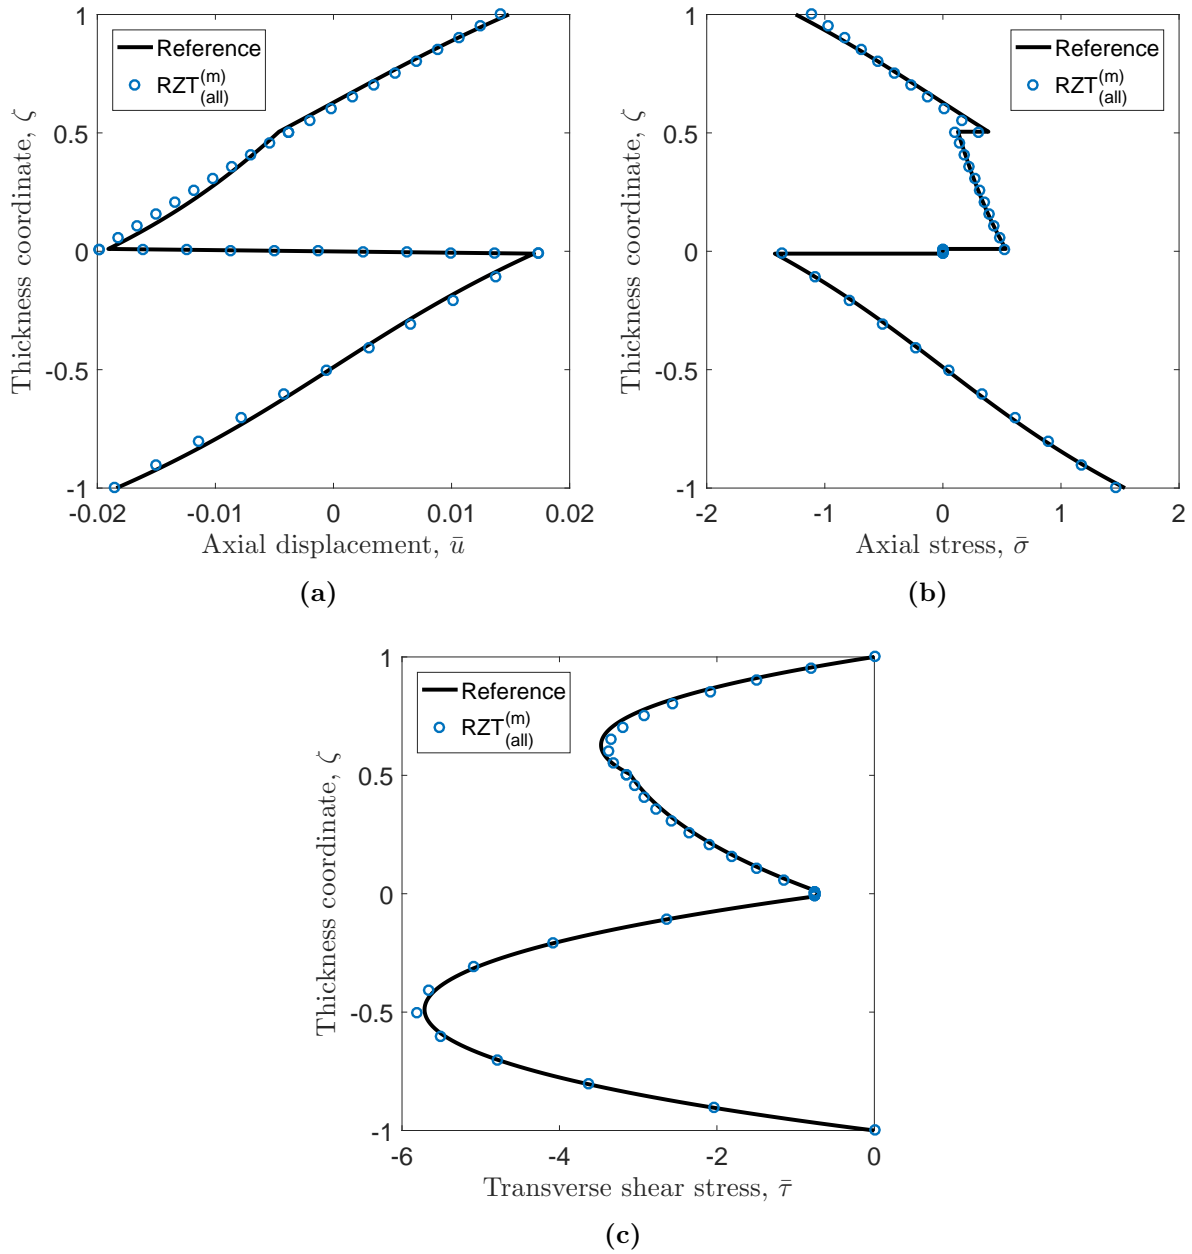 1
0.5
0
-0.5
-1
-0.02
-0.01
0
0.01
0.02
Thickness coordinate, ζ
Axial displacement, ū
Reference
RZT(m)(all)
(a)
1
0.5
0
-0.5
-1
-2
-1
0
1
2
Thickness coordinate, ζ
Axial stress, σ̄
Reference
RZT(m)(all)
(b)
1
0.5
0
-0.5
-1
-6
-4
-2
0
Thickness coordinate, ζ
Transverse shear stress, τ̄
Reference
RZT(m)(all)
(c)